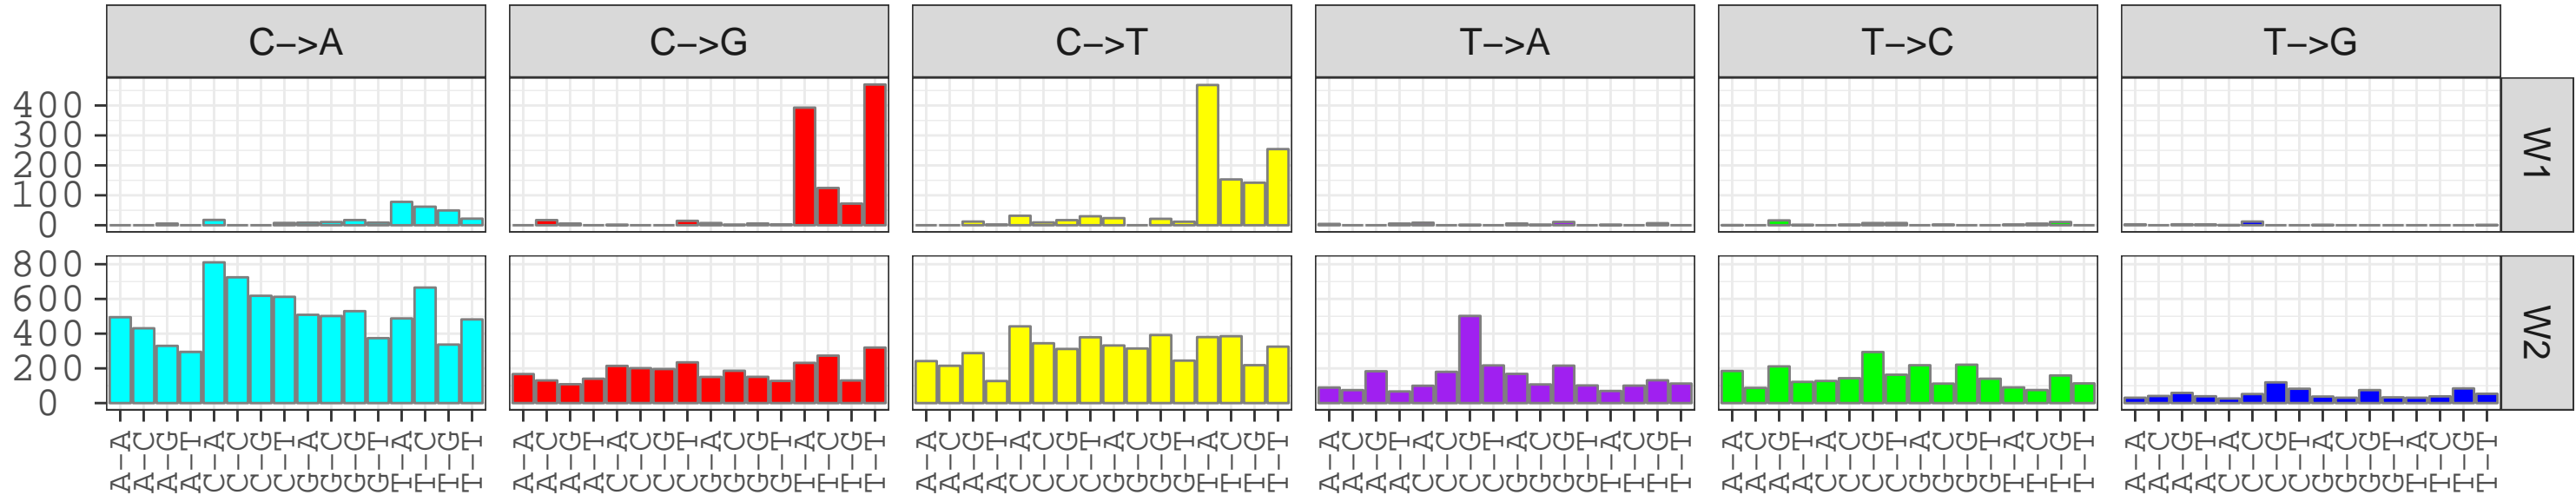 C->A C->G C->T T->A T->C T->G
400
300
200
100
0
W1
800
600
400
200
0
W2
A-A A-C A-G A-T C-A C-C C-G C-T G-A G-C G-G G-T T-A T-C T-G T-T
A-A A-C A-G A-T C-A C-C C-G C-T G-A G-C G-G G-T T-A T-C T-G T-T
A-A A-C A-G A-T C-A C-C C-G C-T G-A G-C G-G G-T T-A T-C T-G T-T
A-A A-C A-G A-T C-A C-C C-G C-T G-A G-C G-G G-T T-A T-C T-G T-T
A-A A-C A-G A-T C-A C-C C-G C-T G-A G-C G-G G-T T-A T-C T-G T-T
A-A A-C A-G A-T C-A C-C C-G C-T G-A G-C G-G G-T T-A T-C T-G T-T